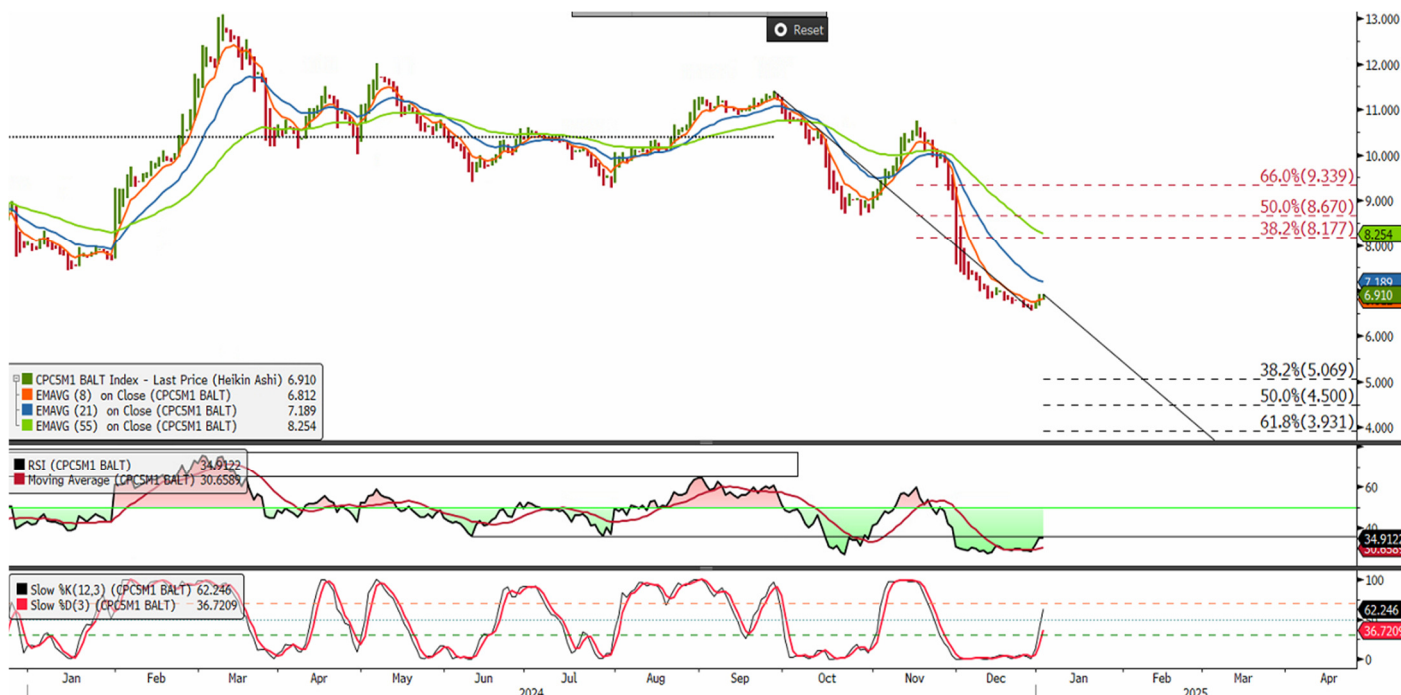 Reset
13.000
12.000
11.000
10.000
9.000
8.000
6.000
5.000
4.000
66.0%(9.339)
50.0%(8.670)
38.2%(8.177)
8.254
7.189
6.910
38.2%(5.069)
50.0%(4.500)
61.8%(3.931)
CPC5M1 BALT Index - Last Price (Heikin Ashi) 6.910
EMAVG (8) on Close (CPC5M1 BALT) 6.812
EMAVG (21) on Close (CPC5M1 BALT) 7.189
EMAVG (55) on Close (CPC5M1 BALT) 8.254
RSI (CPC5M1 BALT) 34.9122
Moving Average (CPC5M1 BALT) 30.6589
60
40
34.9122
30.6589
Slow %K(12,3) (CPC5M1 BALT) 62.246
Slow %D(3) (CPC5M1 BALT) 36.7209
100
62.246
50
36.7209
0
Jan Feb Mar Apr May Jun Jul Aug Sep Oct Nov Dec Jan Feb Mar Apr
2024 2025